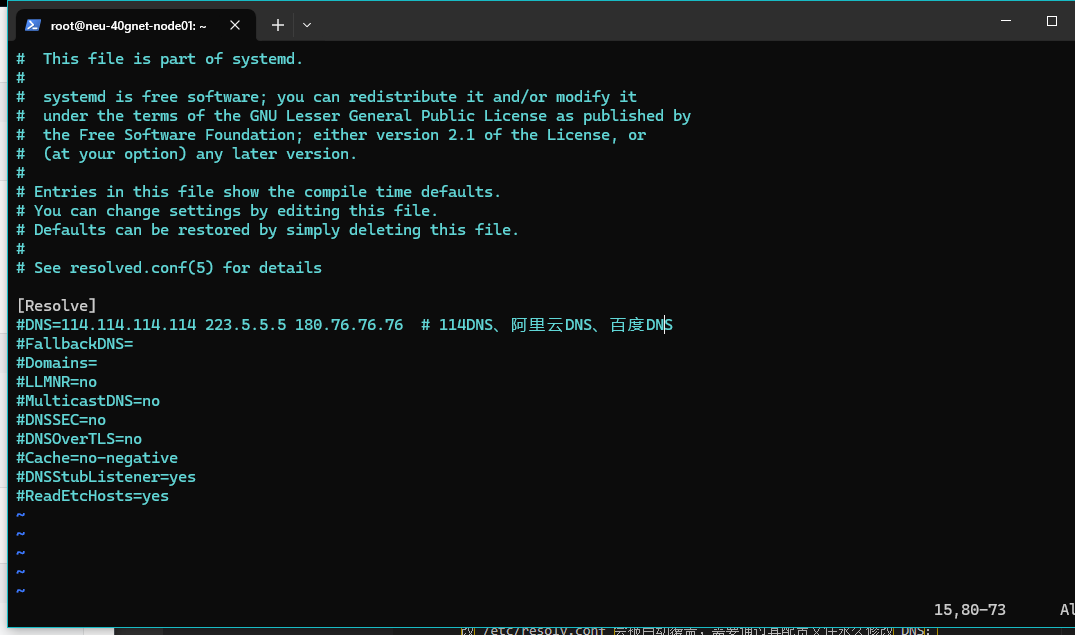 root@neu-40gnet-node01: ~
#  This file is part of systemd.
#
#  systemd is free software; you can redistribute it and/or modify it
#  under the terms of the GNU Lesser General Public License as published by
#  the Free Software Foundation; either version 2.1 of the License, or
#  (at your option) any later version.
#
# Entries in this file show the compile time defaults.
# You can change settings by editing this file.
# Defaults can be restored by simply deleting this file.
#
# See resolved.conf(5) for details
[Resolve]
#DNS=114.114.114.114 223.5.5.5 180.76.76.76  # 114DNS、阿里云DNS、百度DNS
#FallbackDNS=
#Domains=
#LLMNR=no
#MulticastDNS=no
#DNSSEC=no
#DNSOverTLS=no
#Cache=no-negative
#DNSStubListener=yes
#ReadEtcHosts=yes
~
~
~
~
~
15,80-73 Al
/etc/resolv.conf